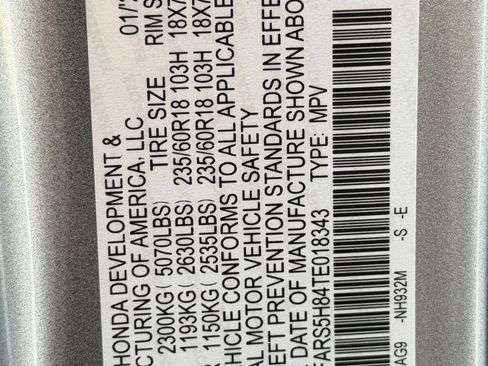 HONDA DEVELOPMENT & 01/
CTURING OF AMERICA, LLC
TIRE SIZE RIM S
2300KG( 5070LBS)
1193KG( 2630LBS) 235/60R18 103H 18X7
1150KG( 2535LBS) 235/60R18 103H 18X7
EHICLE CONFORMS TO ALL APPLICABLE
AL MOTOR VEHICLE SAFETY
EFT PREVENTION STANDARDS IN EFFE
E DATE OF MANUFACTURE SHOWN ABO
FARS5H84TE018343 TYPE: MPV
AG9 -NH932M -S -E